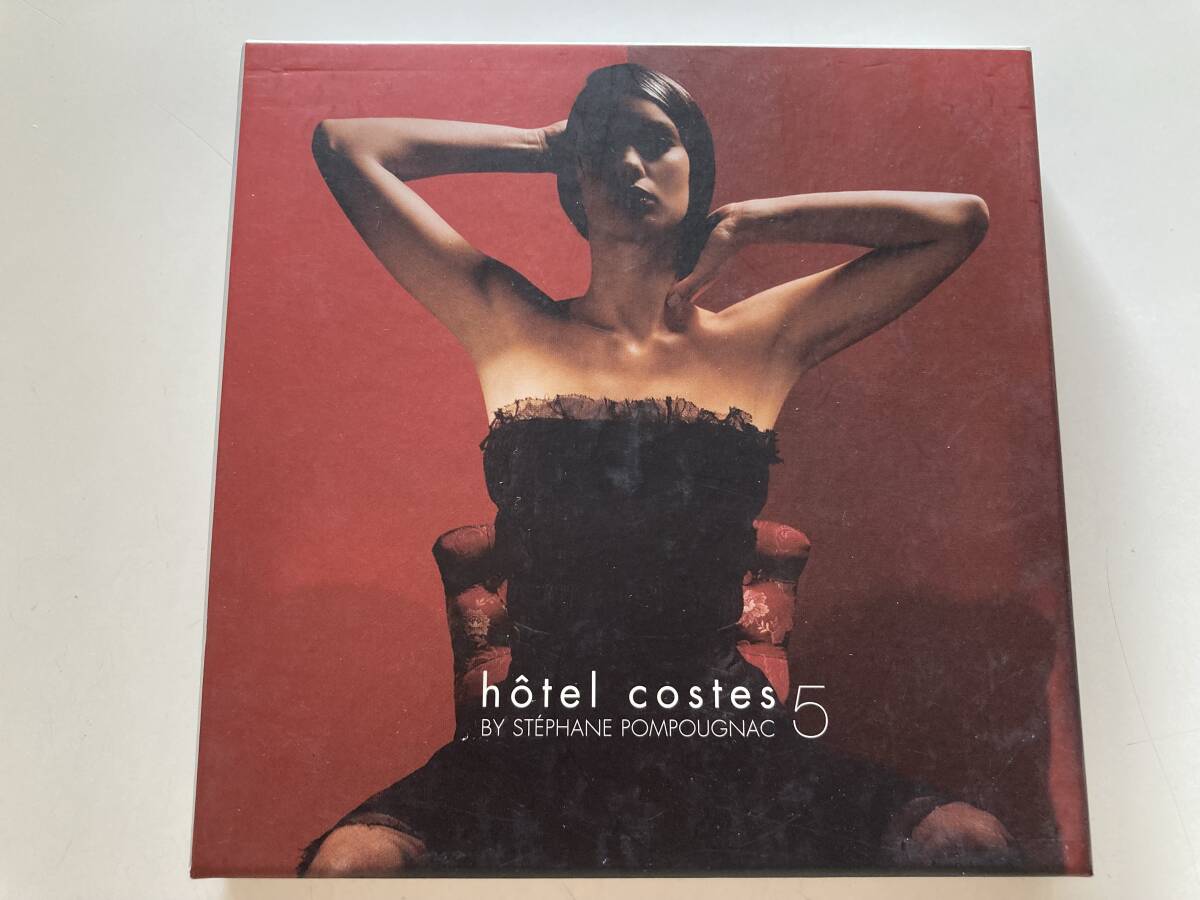 hôtel costes 5
BY STÉPHANE POMPOUGNAC